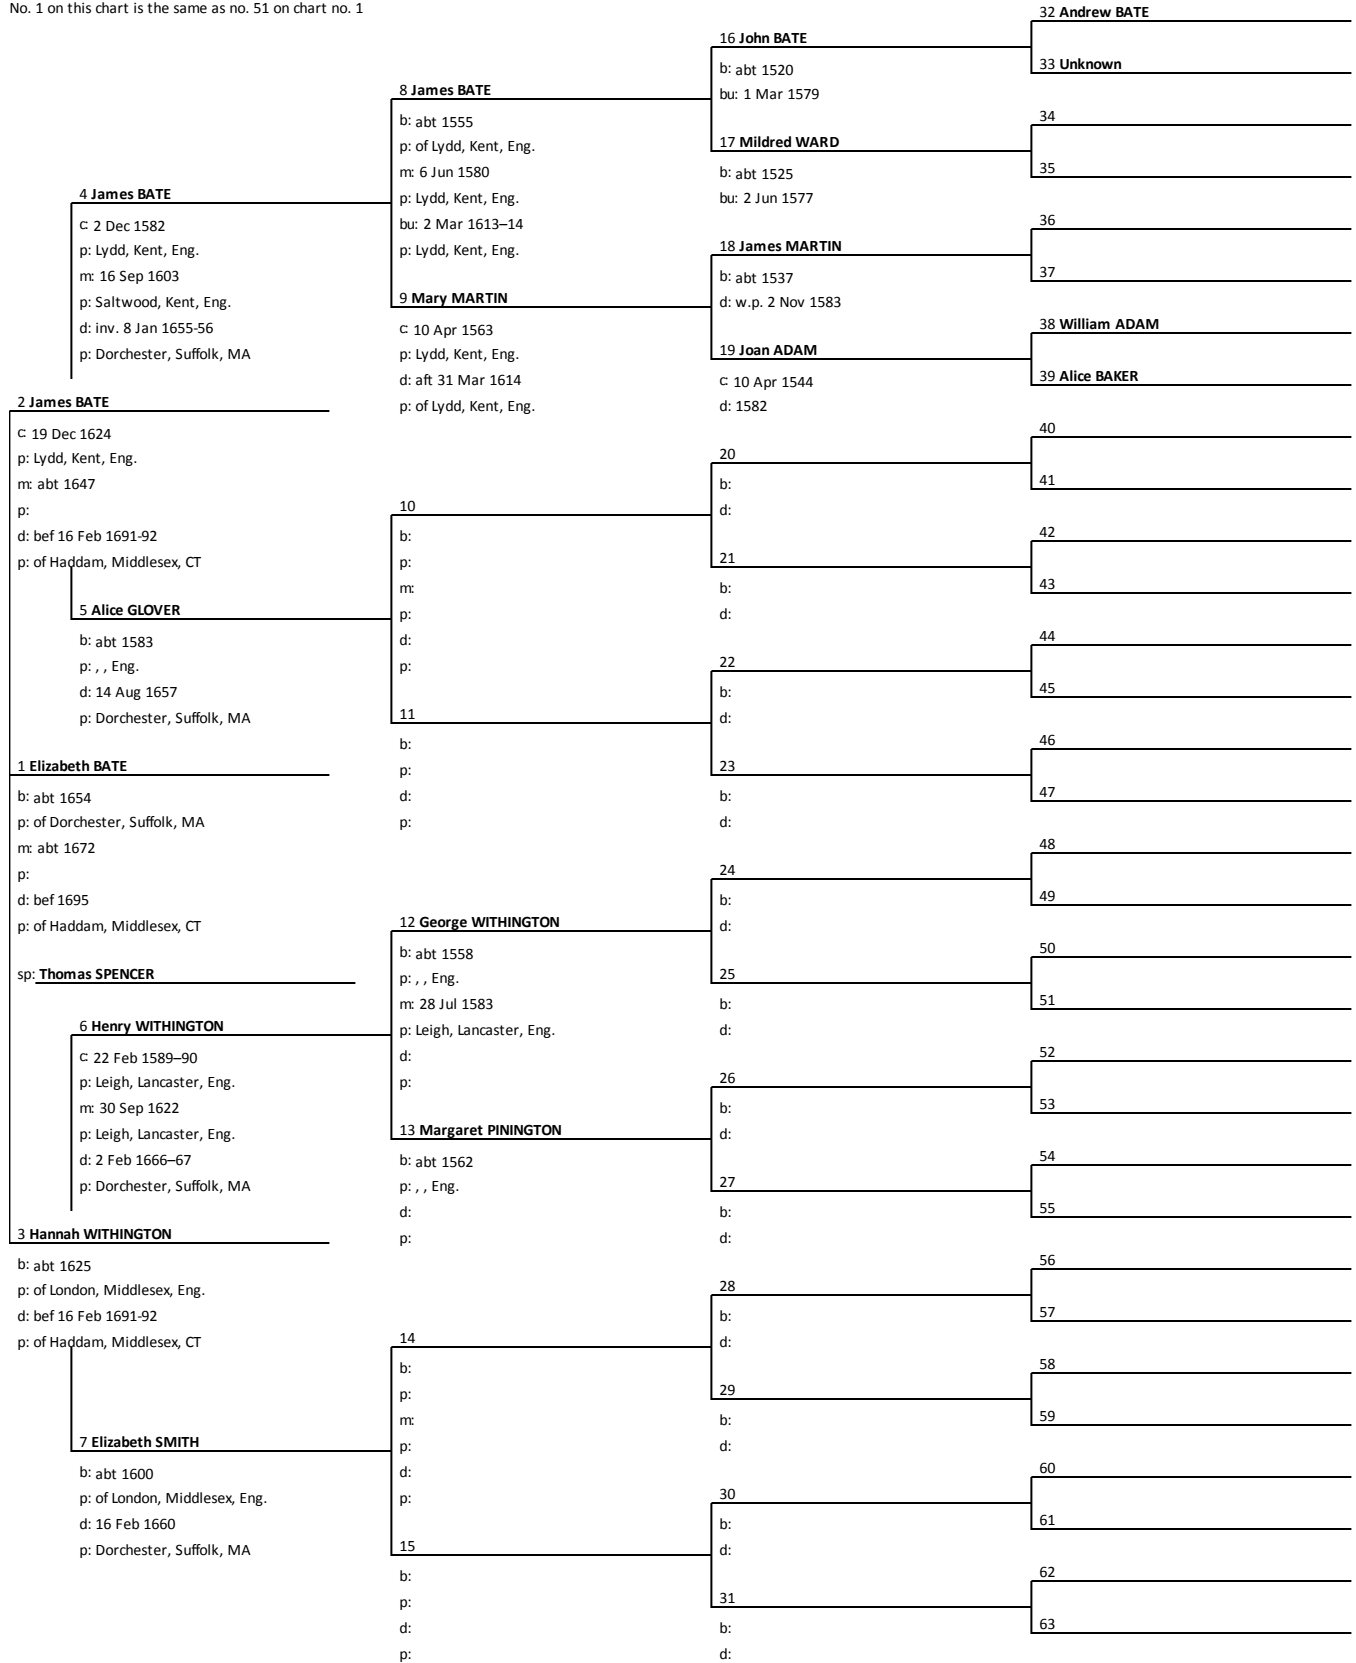 No. 1 on this chart is the same as no. 51 on chart no. 1
2 James BATE
c: 19 Dec 1624
p: Lydd, Kent, Eng.
m: abt 1647
p:
d: bef 16 Feb 1691-92
p: of Haddam, Middlesex, CT
1 Elizabeth BATE
b: abt 1654
p: of Dorchester, Suffolk, MA
m: abt 1672
p:
d: bef 1695
p: of Haddam, Middlesex, CT
sp: Thomas SPENCER
3 Hannah WITHINGTON
b: abt 1625
p: of London, Middlesex, Eng.
d: bef 16 Feb 1691-92
p: of Haddam, Middlesex, CT
4 James BATE
c: 2 Dec 1582
p: Lydd, Kent, Eng.
m: 16 Sep 1603
p: Saltwood, Kent, Eng.
d: inv. 8 Jan 1655-56
p: Dorchester, Suffolk, MA
5 Alice GLOVER
b: abt 1583
p: , , Eng.
d: 14 Aug 1657
p: Dorchester, Suffolk, MA
6 Henry WITHINGTON
c: 22 Feb 1589–90
p: Leigh, Lancaster, Eng.
m: 30 Sep 1622
p: Leigh, Lancaster, Eng.
d: 2 Feb 1666–67
p: Dorchester, Suffolk, MA
7 Elizabeth SMITH
b: abt 1600
p: of London, Middlesex, Eng.
d: 16 Feb 1660
p: Dorchester, Suffolk, MA
8 James BATE
b: abt 1555
p: of Lydd, Kent, Eng.
m: 6 Jun 1580
p: Lydd, Kent, Eng.
bu: 2 Mar 1613–14
p: Lydd, Kent, Eng.
9 Mary MARTIN
c: 10 Apr 1563
p: Lydd, Kent, Eng.
d: aft 31 Mar 1614
p: of Lydd, Kent, Eng.
10
b:
p:
m:
p:
d:
p:
11
b:
p:
d:
p:
12 George WITHINGTON
b: abt 1558
p: , , Eng.
m: 28 Jul 1583
p: Leigh, Lancaster, Eng.
d:
p:
13 Margaret PININGTON
b: abt 1562
p: , , Eng.
d:
p:
14
b:
p:
m:
p:
d:
p:
15
b:
p:
d:
p:
16 John BATE
b: abt 1520
bu: 1 Mar 1579
17 Mildred WARD
b: abt 1525
bu: 2 Jun 1577
18 James MARTIN
b: abt 1537
d: w.p. 2 Nov 1583
19 Joan ADAM
c: 10 Apr 1544
d: 1582
20
b:
d:
21
b:
d:
22
b:
d:
23
b:
d:
24
b:
d:
25
b:
d:
26
b:
d:
27
b:
d:
28
b:
d:
29
b:
d:
30
b:
d:
31
b:
d:
32 Andrew BATE
33 Unknown
34
35
36
37
38 William ADAM
39 Alice BAKER
40
41
42
43
44
45
46
47
48
49
50
51
52
53
54
55
56
57
58
59
60
61
62
63